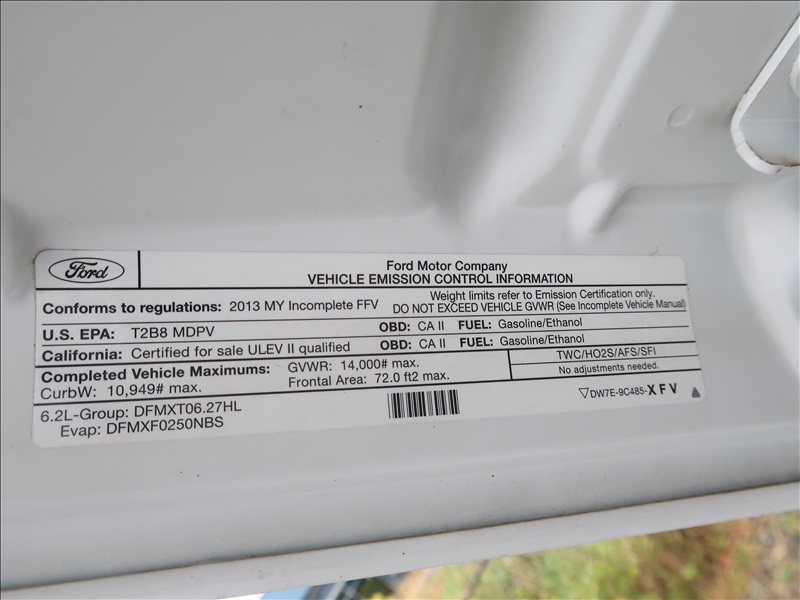 Ford
Ford Motor Company
VEHICLE EMISSION CONTROL INFORMATION
Conforms to regulations: 2013 MY Incomplete FFV
Weight limits refer to Emission Certification only.
DO NOT EXCEED VEHICLE GVWR (See Incomplete Vehicle Manual)
U.S. EPA: T2B8 MDPV OBD: CA II FUEL: Gasoline/Ethanol
California: Certified for sale ULEV II qualified OBD: CA II FUEL: Gasoline/Ethanol
Completed Vehicle Maximums:
CurbW: 10,949# max.
GVWR: 14,000# max.
Frontal Area: 72.0 ft2 max.
TWC/HO2S/AFS/SFI
No adjustments needed.
6.2L-Group: DFMXT06.27HL
Evap: DFMXF0250NBS
▽DW7E-9C485-XFV